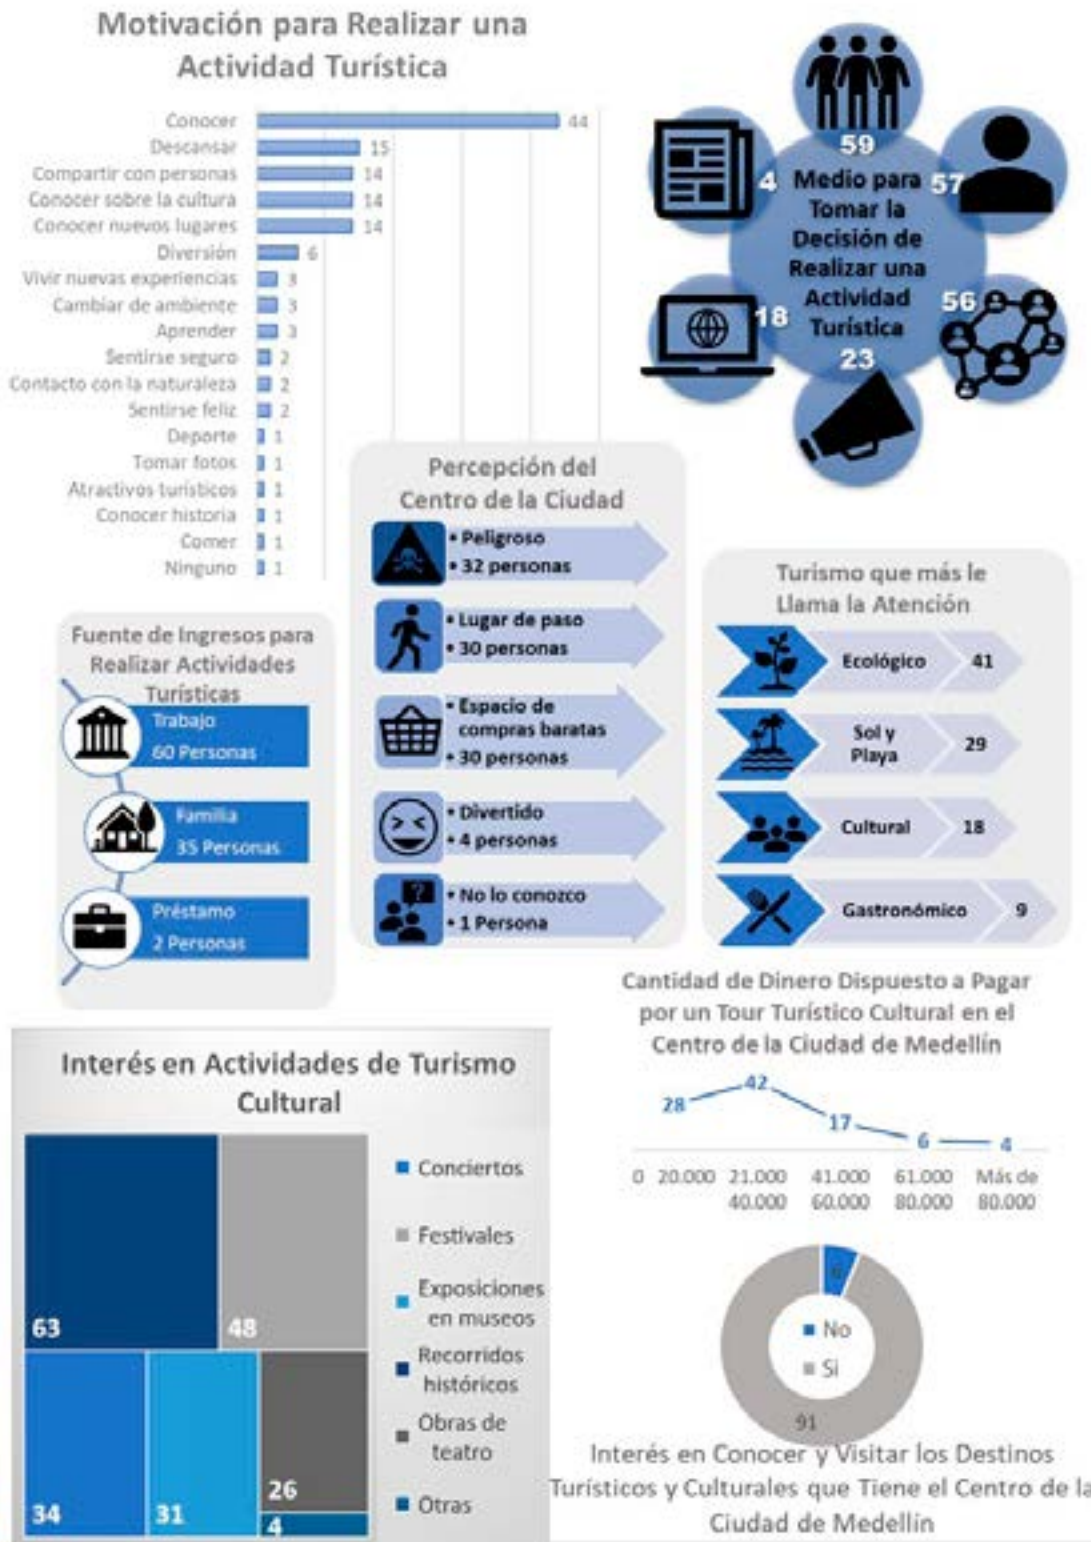 Motivación para Realizar una
Actividad Turística
Conocer 44
Descansar 15
Compartir con personas 14
Conocer sobre la cultura 14
Conocer nuevos lugares 14
Diversión 6
Vivir nuevas experiencias 3
Cambiar de ambiente 3
Aprender 3
Sentirse seguro 2
Contacto con la naturaleza 2
Sentirse feliz 2
Deporte 1
Tomar fotos 1
Atractivos turísticos 1
Conocer historia 1
Comer 1
Ninguno 1
59
4
57
Medio para
Tomar la
Decisión de
Realizar una
Actividad
Turística
18
56
23
Percepción del
Centro de la Ciudad
• Peligroso
• 32 personas
• Lugar de paso
• 30 personas
• Espacio de
compras baratas
• 30 personas
• Divertido
• 4 personas
?
• No lo conozco
• 1 Persona
Turismo que más le
Llama la Atención
Ecológico 41
Sol y
Playa 29
Cultural 18
Gastronómico 9
Fuente de Ingresos para
Realizar Actividades
Turísticas
Trabajo
60 Personas
Familia
35 Personas
Préstamo
2 Personas
Cantidad de Dinero Dispuesto a Pagar
por un Tour Turístico Cultural en el
Centro de la Ciudad de Medellín
28
42
17
6
4
0 20.000 21.000 41.000 61.000 Más de
40.000 60.000 80.000 80.000
Interés en Actividades de Turismo
Cultural
63
48
34
31
26
4
Conciertos
Festivales
Exposiciones
en museos
Recorridos
históricos
Obras de
teatro
Otras
6
No
Si
91
Interés en Conocer y Visitar los Destinos
Turísticos y Culturales que Tiene el Centro de la
Ciudad de Medellín